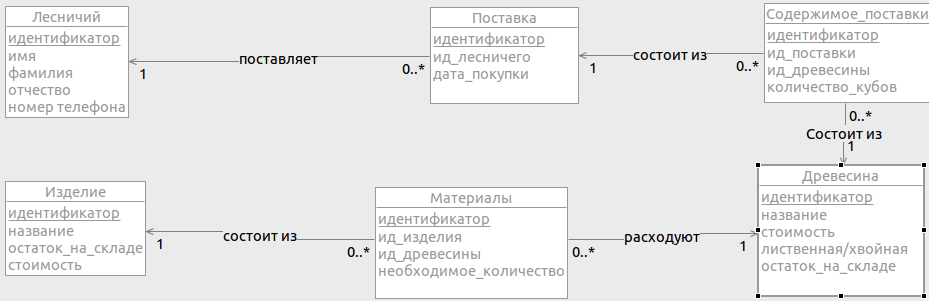 Лесничий
идентификатор
имя
фамилия
отчество
номер телефона
поставляет
1
0..*
Поставка
идентификатор
ид_лесничего
дата_покупки
состоит из
1
0..*
Содержимое_поставки
идентификатор
ид_поставки
ид_древесины
количество_кубов
0..*
Состоит из
1
Изделие
идентификатор
название
остаток_на_складе
стоимость
состоит из
1
0..*
Материалы
идентификатор
ид_изделия
ид_древесины
необходимое_количество
расходуют
0..*
1
Древесина
идентификатор
название
стоимость
лиственная/хвойная
остаток_на_складе